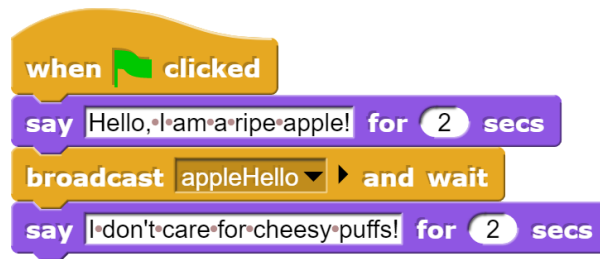 when clicked
say Hello, I am a ripe apple! for 2 secs
broadcast appleHello and wait
say I don't care for cheesy puffs! for 2 secs